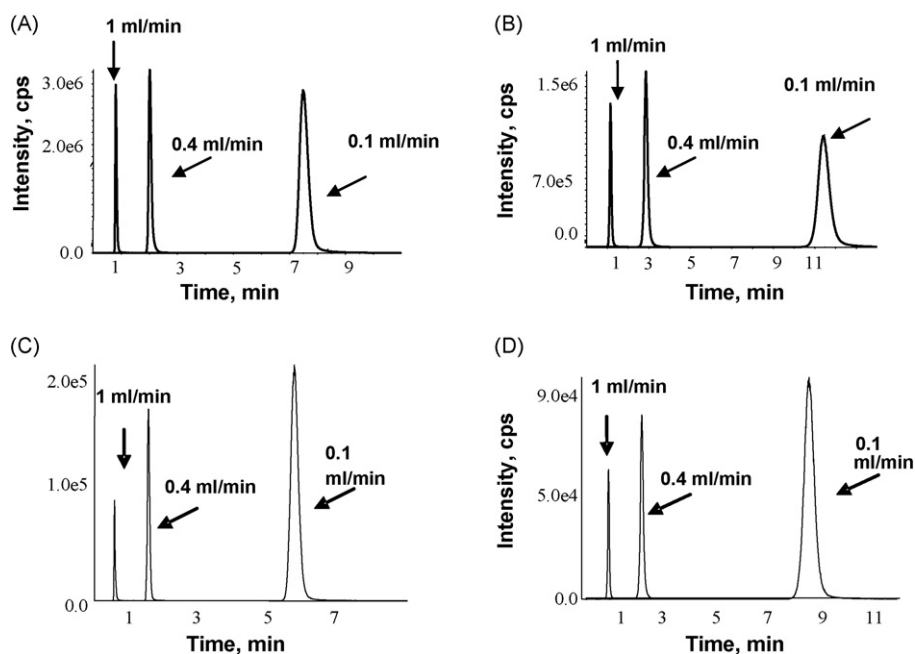 (A)
1 ml/min
Intensity, cps
3.0e6
2.0e6
0.0
0.4 ml/min
0.1 ml/min
1 3 5 7 9
Time, min
(B)
1 ml/min
Intensity, cps
1.5e6
7.0e5
0.0
0.4 ml/min
0.1 ml/min
1 3 5 7 9 11
Time, min
(C)
2.0e5
1.0e5
0.0
1 ml/min
0.4 ml/min
0.1
ml/min
1 3 5 7
Time, min
(D)
Intensity, cps
9.0e4
5.0e4
0.0
1 ml/min
0.4 ml/min
0.1
ml/min
1 3 5 7 9 11
Time, min